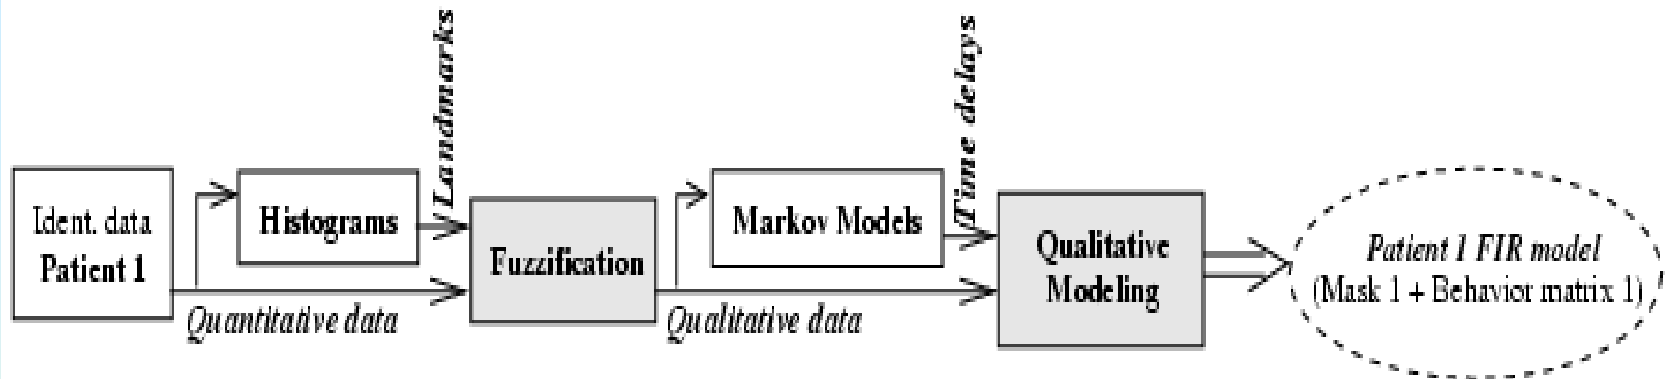 Ident. data
Patient 1
Histograms
Landmarks
Quantitative data
Fuzzification
Markov Models
Time delays
Qualitative data
Qualitative
Modeling
Patient 1 FIR model
(Mask 1 + Behavior matrix 1)